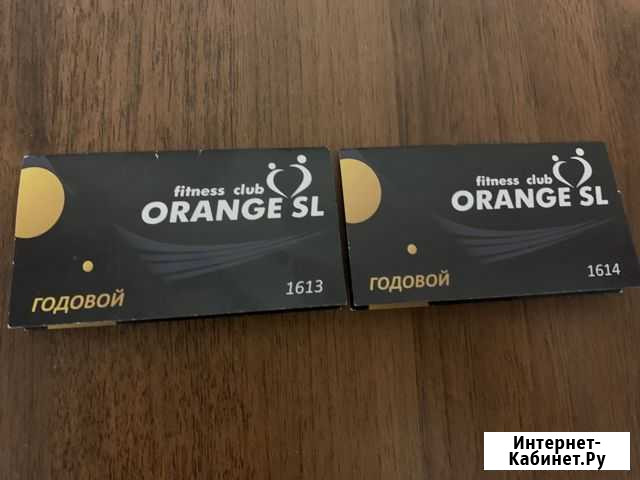 fitness club
ORANGE SL
ГОДОВОЙ
1613
fitness club
ORANGE SL
ГОДОВОЙ
1614
Интернет-
Кабинет.Ру